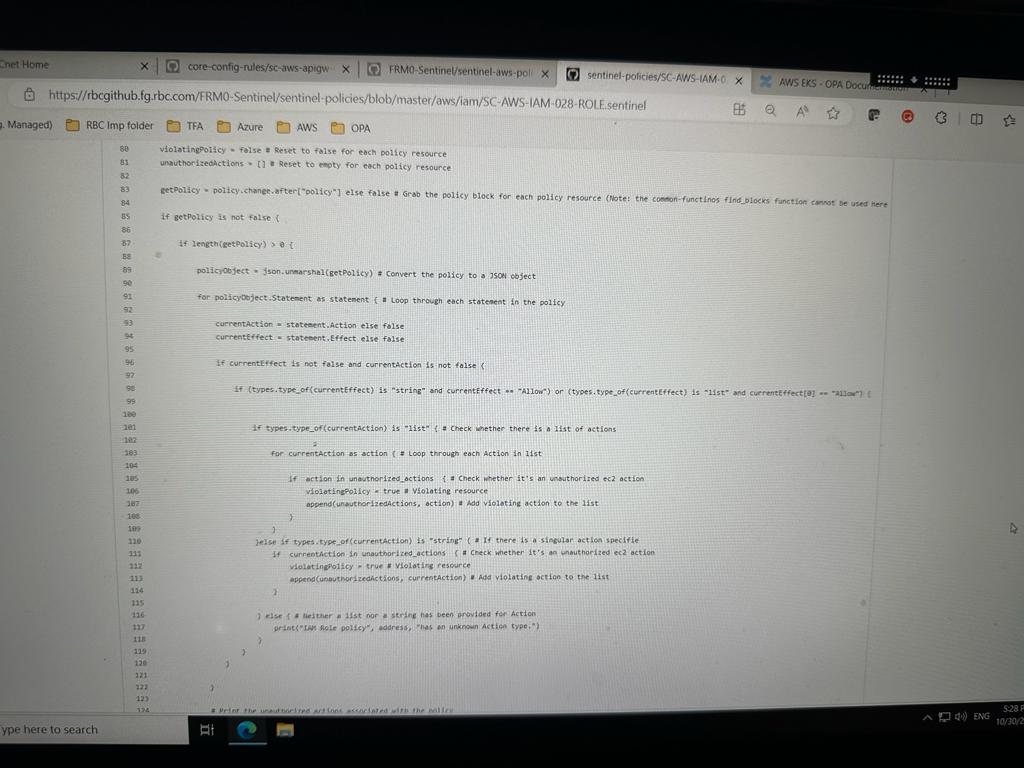 Cnet Home
core-config-rules/sc-aws-apigw
FRM0-Sentinel/sentinel-aws-poli
sentinel-policies/SC-AWS-IAM-0
AWS EKS - OPA Documentation
https://rbcgithub.fg.rbc.com/FRM0-Sentinel/sentinel-policies/blob/master/aws/iam/SC-AWS-IAM-028-ROLE.sentinel
Managed) RBC Imp folder TFA Azure AWS OPA
80 violatingPolicy = false # Reset to false for each policy resource
81 unauthorizedActions = [] # Reset to empty for each policy resource
82
83 getPolicy = policy.change.after["policy"] else false # Grab the policy block for each policy resource (Note: the common-functinos find_blocks function cannot be used here
84
85 if getPolicy is not false {
86
87 if length(getPolicy) > 0 {
88
89 policyObject = json.unmarshal(getPolicy) # Convert the policy to a JSON object
90
91 for policyObject.Statement as statement { # Loop through each statement in the policy
92
93 currentAction = statement.Action else false
94 currentEffect = statement.Effect else false
95
96 if currentEffect is not false and currentAction is not false {
97
98 if (types.type_of(currentEffect) is "string" and currentEffect == "Allow") or (types.type_of(currentEffect) is "list" and currentEffect[0] == "Allow") {
99
100
101 if types.type_of(currentAction) is "list" { # Check whether there is a list of actions
102
103 for currentAction as action { # Loop through each Action in list
104
105 if action in unauthorized_actions { # Check whether it's an unauthorized ec2 action
106 violatingPolicy = true # Violating resource
107 append(unauthorizedActions, action) # Add violating action to the list
108 }
109 }
110 }else if types.type_of(currentAction) is "string" { # If there is a singular action specifie
111 if currentAction in unauthorized_actions { # Check whether it's an unauthorized ec2 action
112 violatingPolicy = true # Violating resource
113 append(unauthorizedActions, currentAction) # Add violating action to the list
114 }
115
116 } else { # Neither a list nor a string has been provided for Action
117 print("IAM Role policy", address, "has an unknown Action type.")
118 }
119 }
120 }
121
122 }
123
124 # Print the unauthorized actions associated with the policy
ype here to search
ENG
5:28 P
10/30/2